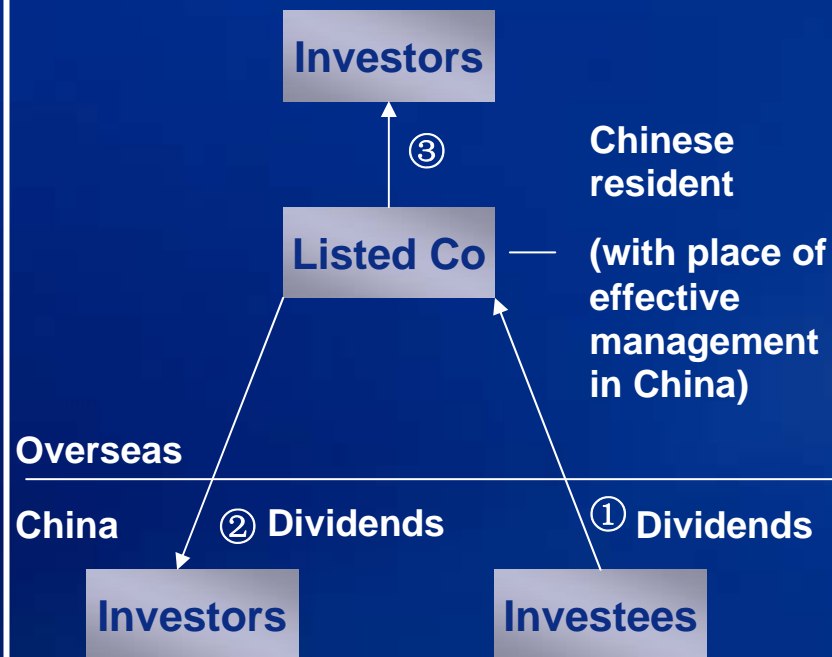 Investors
③
Chinese
resident
Listed Co
(with place of
effective
management
in China)
Overseas
China
② Dividends
① Dividends
Investors
Investees